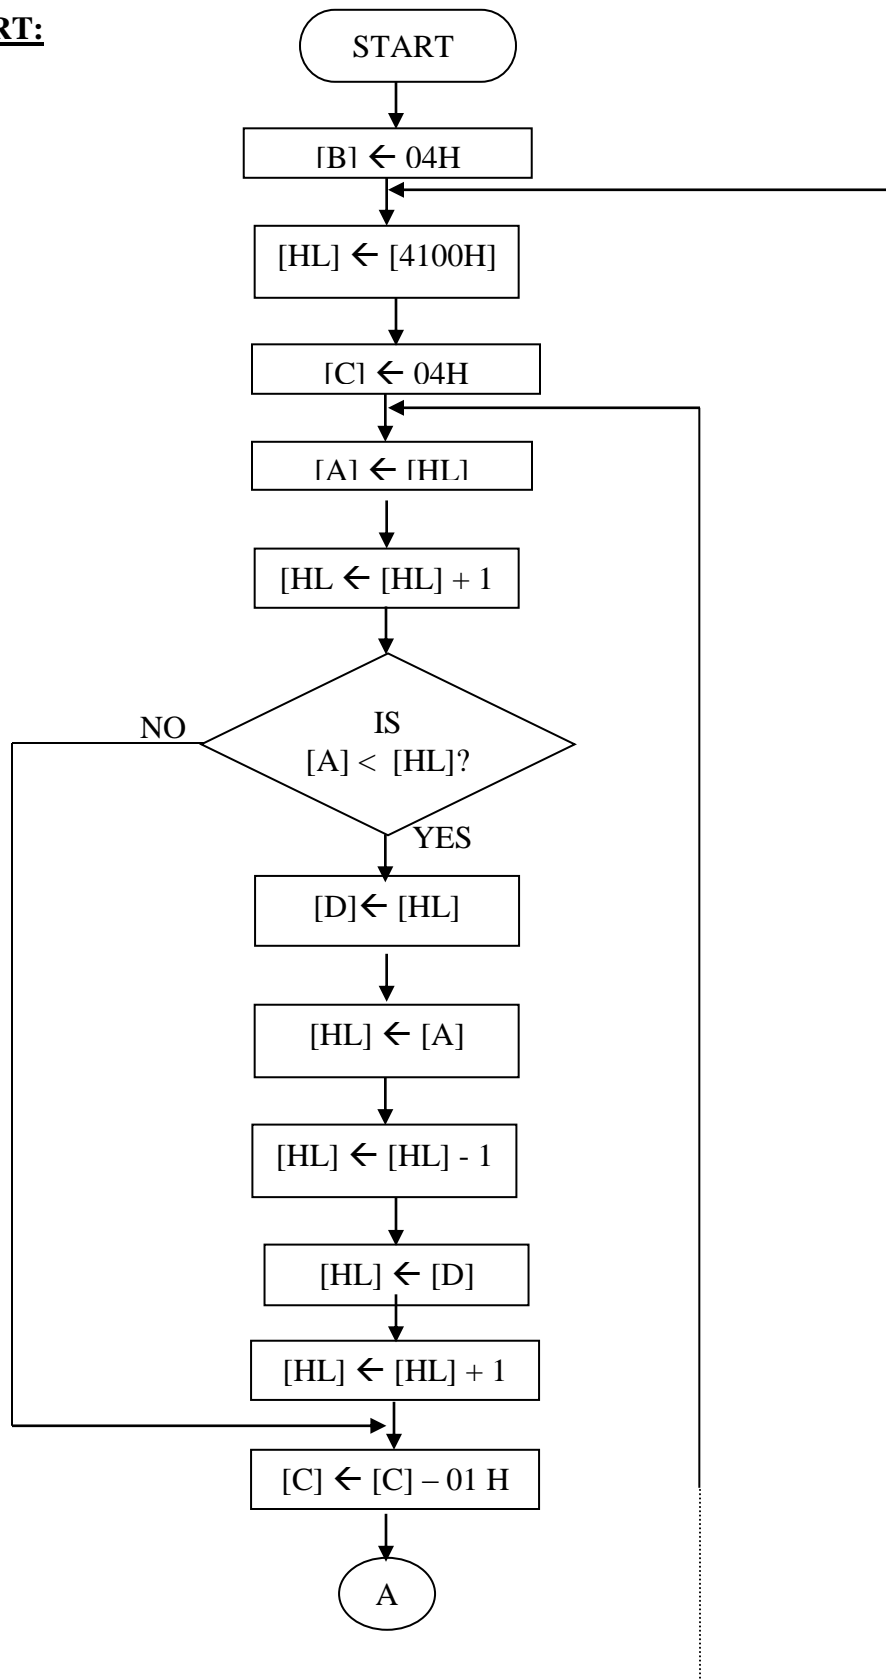 RT:
START
[B] ← 04H
[HL] ← [4100H]
[C] ← 04H
[A] ← [HL]
[HL ← [HL] + 1
IS
[A] < [HL]?
NO
YES
[D] ← [HL]
[HL] ← [A]
[HL] ← [HL] - 1
[HL] ← [D]
[HL] ← [HL] + 1
[C] ← [C] – 01 H
A